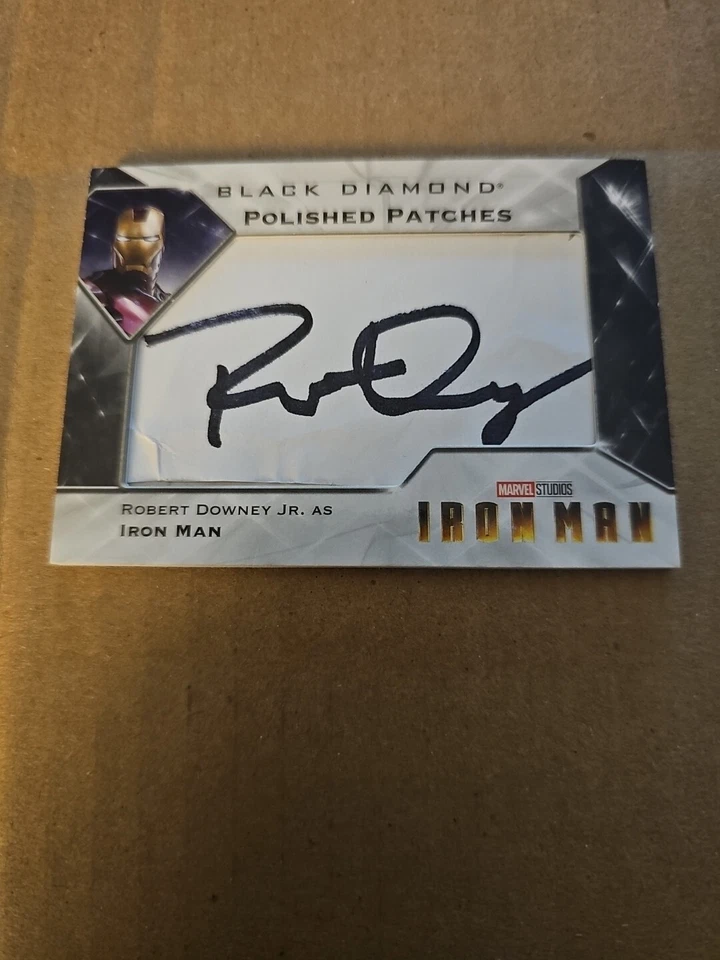 BLACK DIAMOND®
POLISHED PATCHES
ROBERT DOWNEY JR. AS
IRON MAN
MARVEL STUDIOS
IRON MAN